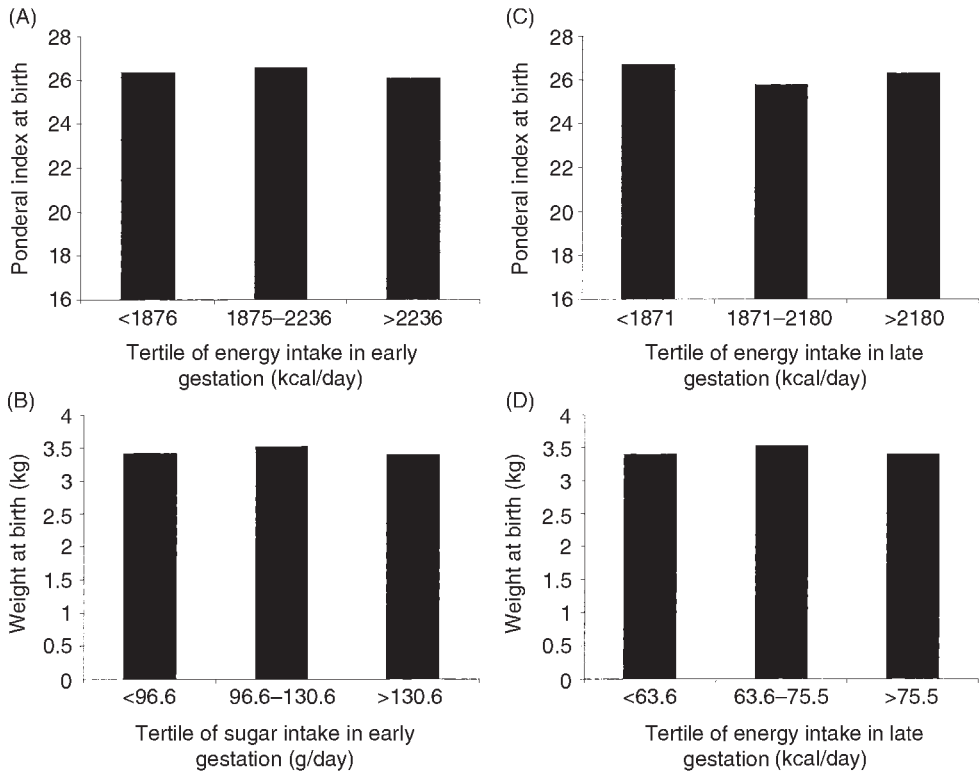 (A)
28
26
24
22
20
18
16
Ponderal index at birth
<1876 1875–2236 >2236
Tertile of energy intake in early
gestation (kcal/day)
(C)
28
26
24
22
20
18
16
Ponderal index at birth
<1871 1871–2180 >2180
Tertile of energy intake in late
gestation (kcal/day)
(B)
4
3.5
3
2.5
2
1.5
1
0.5
0
Weight at birth (kg)
<96.6 96.6–130.6 >130.6
Tertile of sugar intake in early
gestation (g/day)
(D)
4
3.5
3
2.5
2
1.5
1
0.5
0
Weight at birth (kg)
<63.6 63.6–75.5 >75.5
Tertile of energy intake in late
gestation (kcal/day)